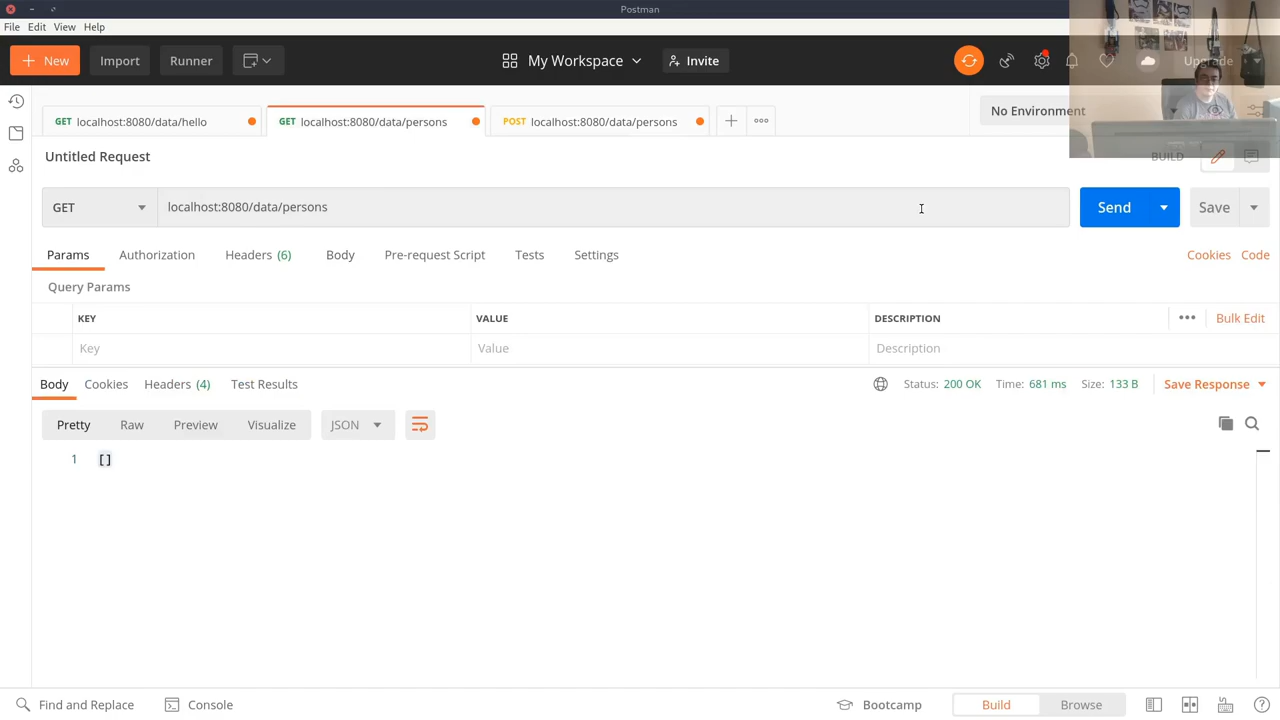 Postman
File Edit View Help
New Import Runner My Workspace Invite Upgrade
GET localhost:8080/data/hello GET localhost:8080/data/persons POST localhost:8080/data/persons No Environment
Untitled Request BUILD
GET localhost:8080/data/persons Send Save
Params Authorization Headers (6) Body Pre-request Script Tests Settings Cookies Code
Query Params
KEY VALUE DESCRIPTION Bulk Edit
Key Value Description
Body Cookies Headers (4) Test Results Status: 200 OK Time: 681 ms Size: 133 B Save Response
Pretty Raw Preview Visualize JSON
1 []
Find and Replace Console Bootcamp Build Browse